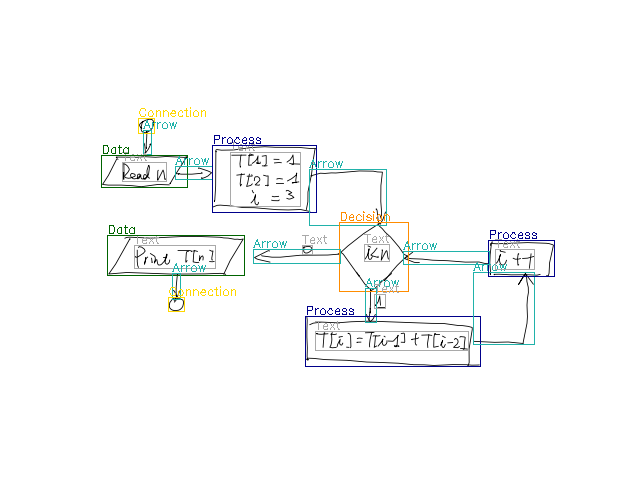 Connection
Arrow
Data
Text
Read n
Arrow
Process
Text
T[1] = 1
T[2] = 1
i = 3
Arrow
Decision
Text
i<n
Arrow
Text
0
Data
Text
Print T[n]
Arrow
Connection
Arrow
Process
Text
i++
Arrow
Arrow
Text
1
Process
Text
T[i] = T[i-1] + T[i-2]